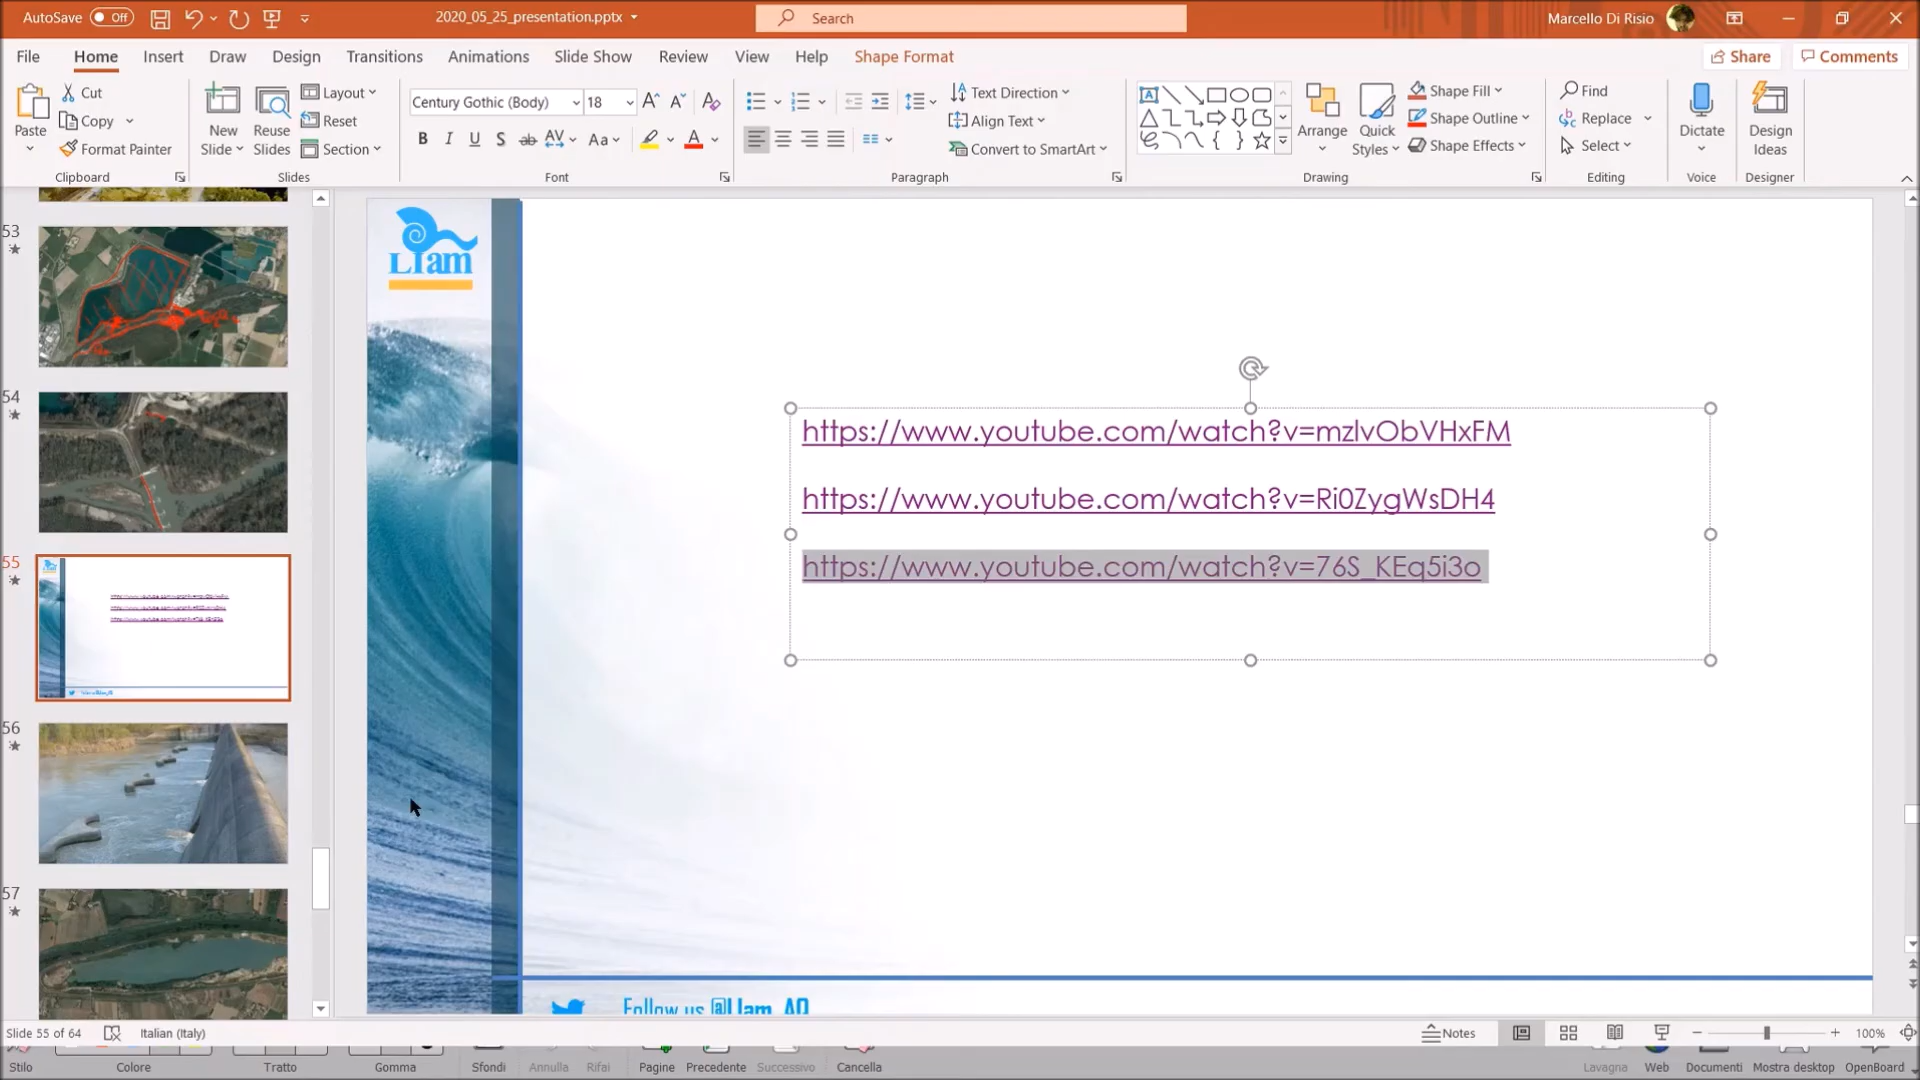 AutoSave Off 2020_05_25_presentation.pptx Search Marcello Di Risio
File Home Insert Draw Design Transitions Animations Slide Show Review View Help Shape Format Share Comments
Paste Cut Copy Format Painter Clipboard
New Slide Reuse Slides Layout Reset Section Slides
Century Gothic (Body) 18 Font
Text Direction Align Text Convert to SmartArt Paragraph
Arrange Quick Styles Shape Fill Shape Outline Shape Effects Drawing
Find Replace Select Editing
Dictate Voice
Design Ideas Designer
53
54
55
56
57
LIam
https://www.youtube.com/watch?v=mzlvObVHxFM
https://www.youtube.com/watch?v=Ri0ZygWsDH4
https://www.youtube.com/watch?v=76S_KEq5i3o
Follow us @LIam_AQ
Slide 55 of 64 Italian (Italy) Notes 100%
Stilo Colore Tratto Gomma Sfondi Annulla Rifai Pagine Precedente Successivo Cancella Lavagna Web Documenti Mostra desktop OpenBoard